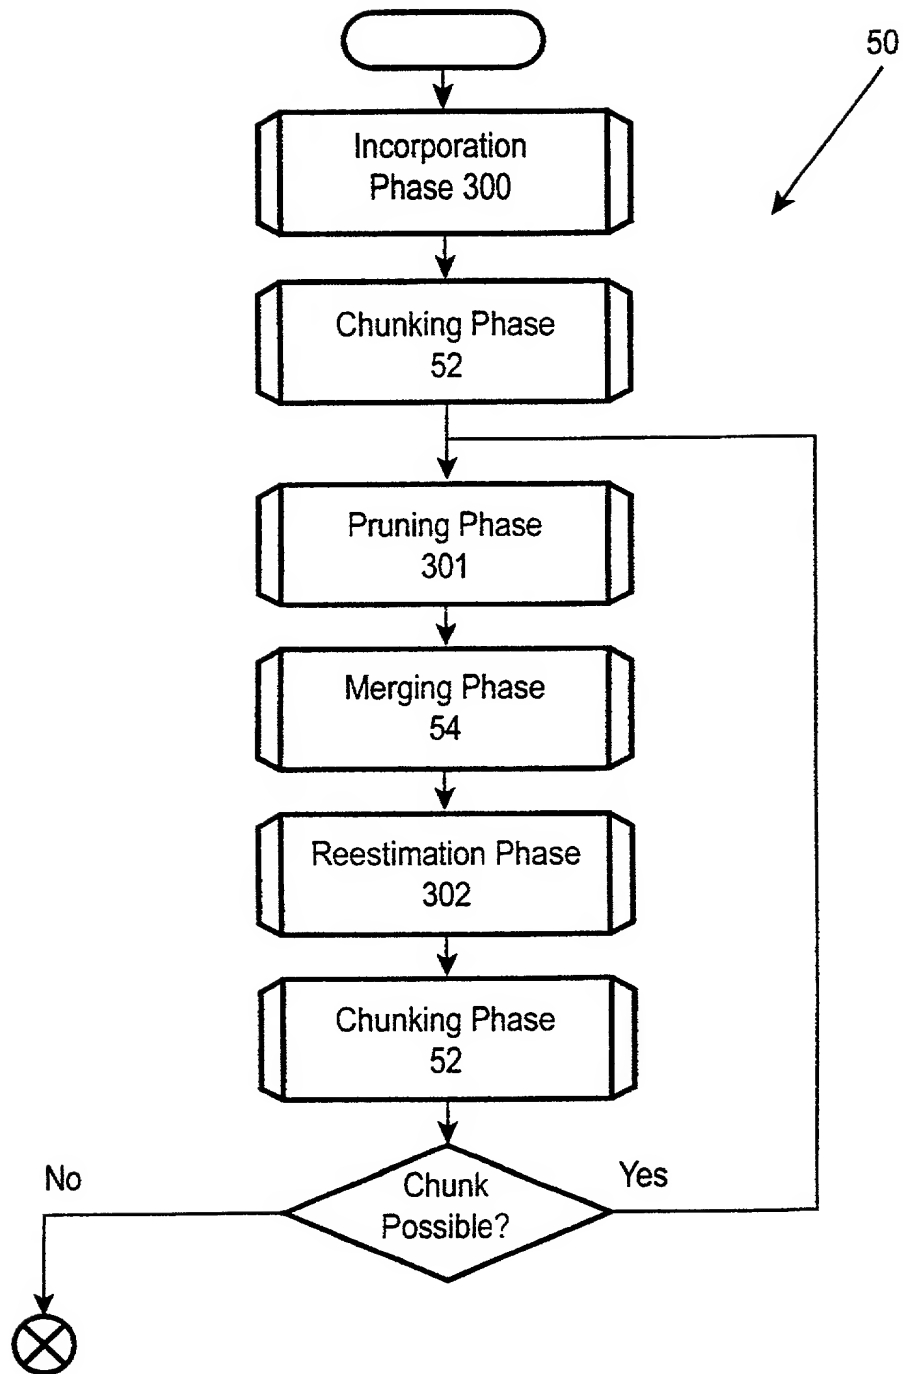 50
Incorporation
Phase 300
Chunking Phase
52
Pruning Phase
301
Merging Phase
54
Reestimation Phase
302
Chunking Phase
52
Chunk
Possible?
No
Yes